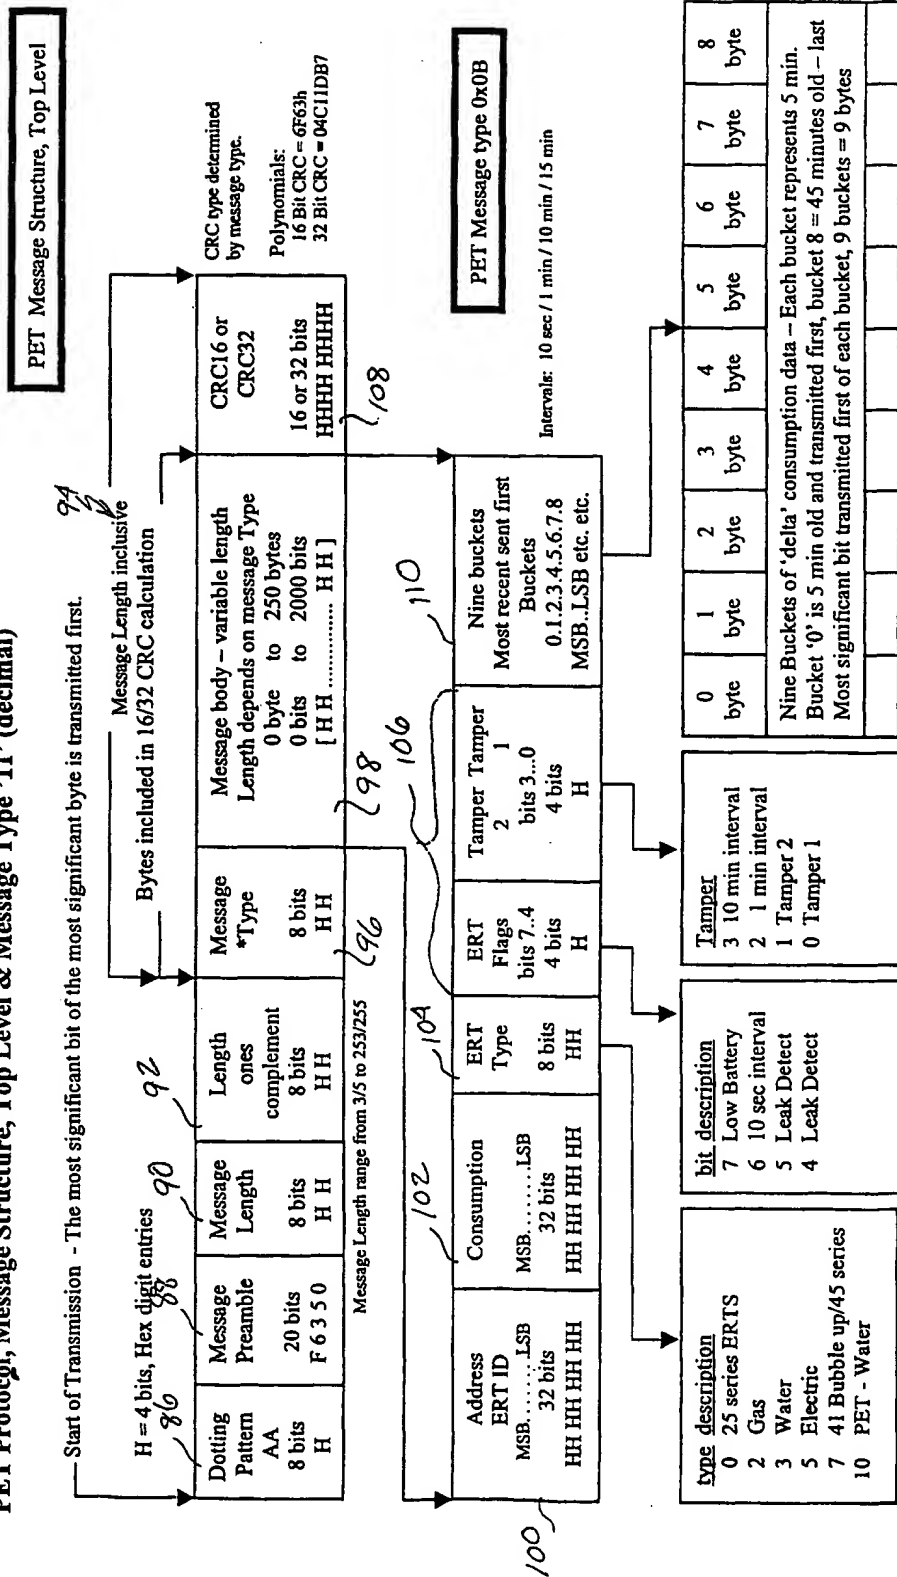 PET Protocol, Message Structure, Top Level & Message Type '11' (decimal)
PET Message Structure, Top Level
Start of Transmission - The most significant bit of the most significant byte is transmitted first.
H = 4 bits, Hex digit entries
94
Message Length inclusive
Bytes included in 16/32 CRC calculation
86
88
90
92
Dotting
Pattern
AA
8 bits
H
Message
Preamble
20 bits
F 6 3 5 0
Message
Length
8 bits
H H
Length
ones
complement
8 bits
H H
Message
*Type
8 bits
H H
Message body – variable length
Length depends on message Type
0 byte to 250 bytes
0 bits to 2000 bits
[ H H .............. H H ]
CRC16 or
CRC32
16 or 32 bits
HHHH HHHH
CRC type determined
by message type.
Polynomials:
16 Bit CRC = 6F63h
32 Bit CRC = 04C11DB7
96
98
108
Message Length range from 3/5 to 253/255
PET Message type 0x0B
Intervals: 10 sec / 1 min / 10 min / 15 min
100
102
104
106
110
Address
ERT ID
MSB........LSB
32 bits
HH HH HH HH
Consumption
MSB........LSB
32 bits
HH HH HH HH
ERT
Type
8 bits
HH
ERT
Flags
bits 7..4
4 bits
H
Tamper Tamper
2 1
bits 3...0
4 bits
H
Nine buckets
Most recent sent first
Buckets
0.1.2.3.4.5.6.7.8
MSB..LSB etc. etc.
type description
0 25 series ERTS
2 Gas
3 Water
5 Electric
7 41 Bubble up/45 series
10 PET - Water
bit description
7 Low Battery
6 10 sec interval
5 Leak Detect
4 Leak Detect
Tamper
3 10 min interval
2 1 min interval
1 Tamper 2
0 Tamper 1
0 1 2 3 4 5 6 7 8
byte byte byte byte byte byte byte byte byte
Nine Buckets of 'delta' consumption data – Each bucket represents 5 min.
Bucket '0' is 5 min old and transmitted first, bucket 8 = 45 minutes old – last
Most significant bit transmitted first of each bucket, 9 buckets = 9 bytes